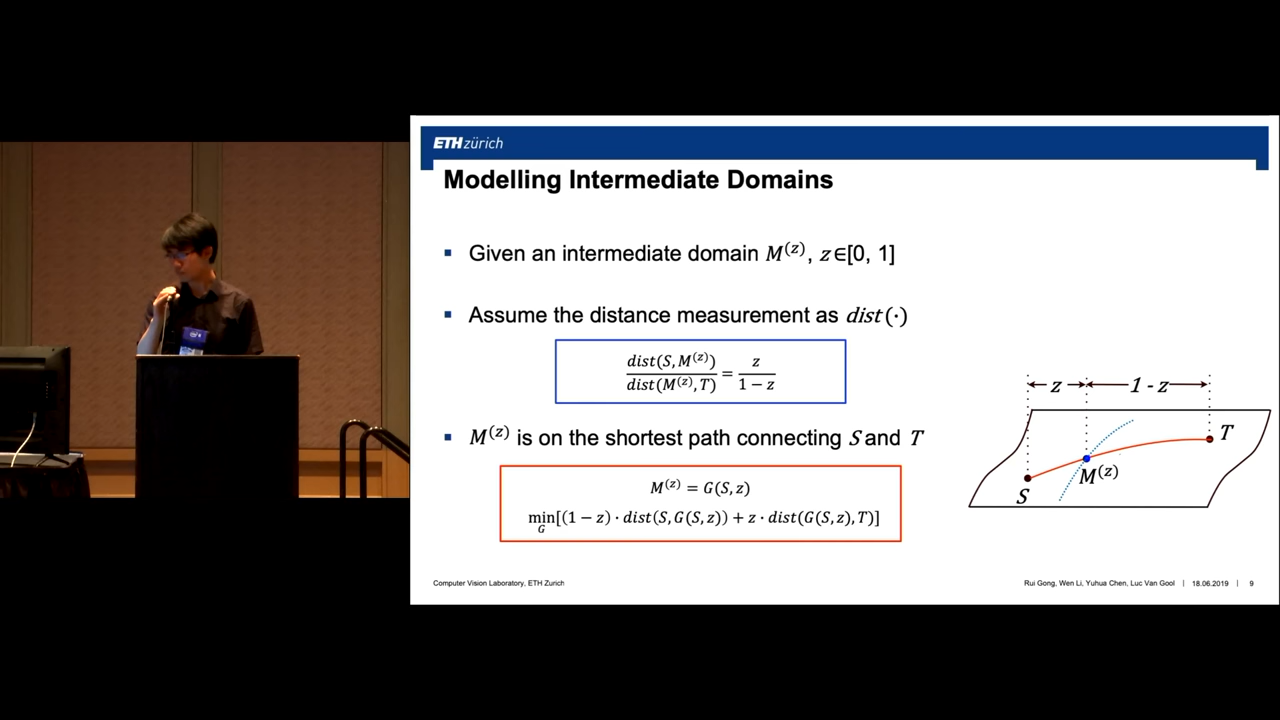 ETH zürich
Modelling Intermediate Domains
▪ Given an intermediate domain M^(z), z∈[0, 1]
▪ Assume the distance measurement as dist(·)
dist(S, M^(z)) / dist(M^(z), T) = z / 1 − z
▪ M^(z) is on the shortest path connecting S and T
M^(z) = G(S, z)
min_G[(1 − z) · dist(S, G(S, z)) + z · dist(G(S, z), T)]
z 1 - z
T
M^(z)
S
Computer Vision Laboratory, ETH Zurich
Rui Gong, Wen Li, Yuhua Chen, Luc Van Gool | 18.06.2019 | 9